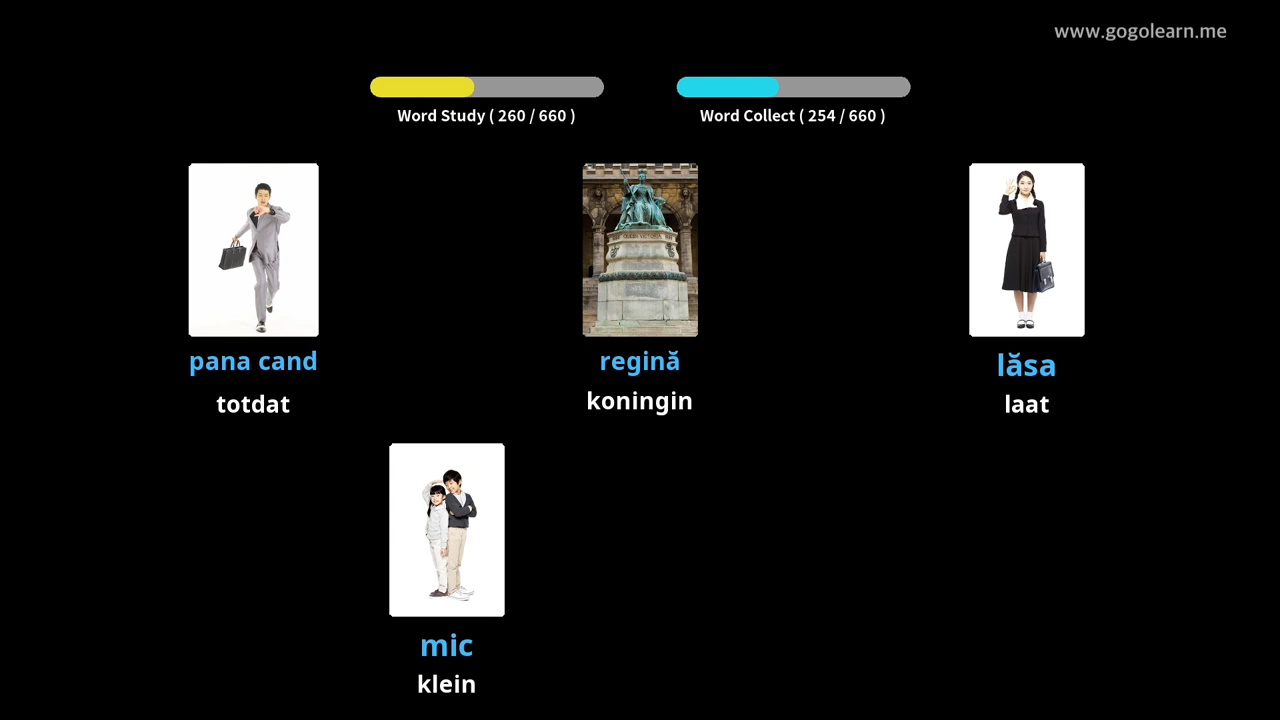 www.gogolearn.me
Word Study ( 260 / 660 )
Word Collect ( 254 / 660 )
pana cand
totdat
regină
koningin
lăsa
laat
mic
klein